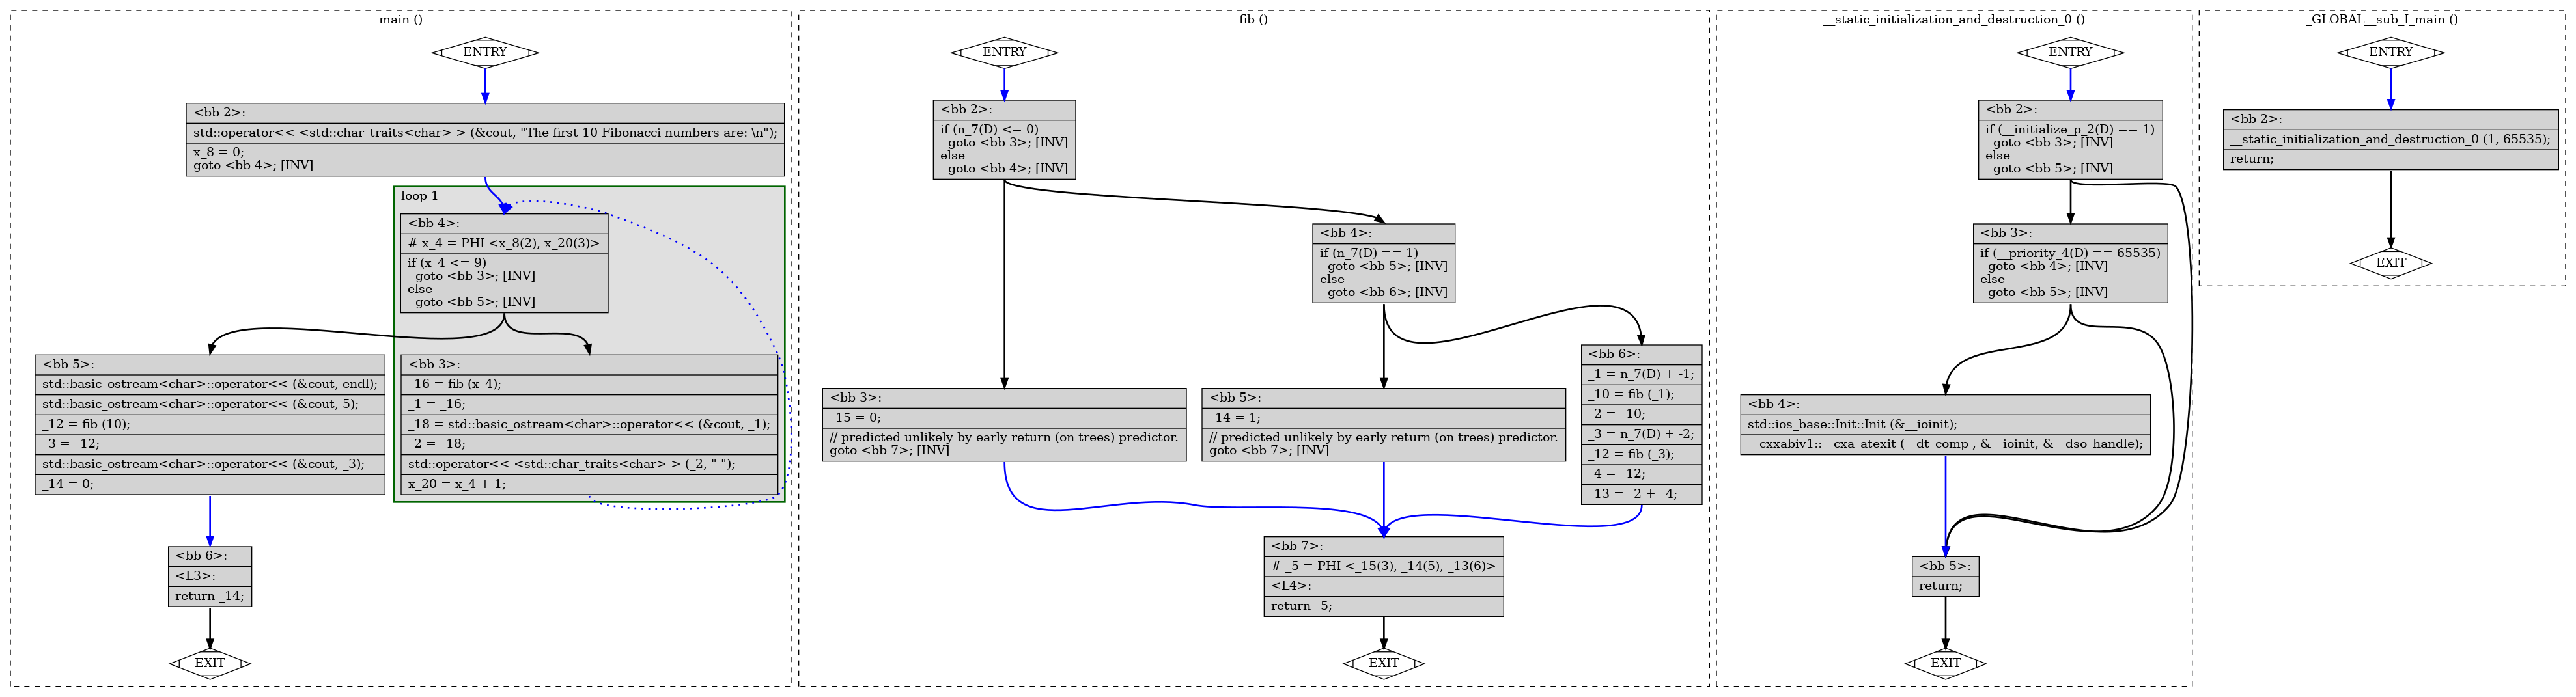 main ()
ENTRY
<bb 2>:
std::operator<< <std::char_traits<char> > (&cout, "The first 10 Fibonacci numbers are: \n");
x_8 = 0;
goto <bb 4>; [INV]
loop 1
<bb 4>:
# x_4 = PHI <x_8(2), x_20(3)>
if (x_4 <= 9)
  goto <bb 3>; [INV]
else
  goto <bb 5>; [INV]
<bb 5>:
std::basic_ostream<char>::operator<< (&cout, endl);
std::basic_ostream<char>::operator<< (&cout, 5);
_12 = fib (10);
_3 = _12;
std::basic_ostream<char>::operator<< (&cout, _3);
_14 = 0;
<bb 3>:
_16 = fib (x_4);
_1 = _16;
_18 = std::basic_ostream<char>::operator<< (&cout, _1);
_2 = _18;
std::operator<< <std::char_traits<char> > (_2, " ");
x_20 = x_4 + 1;
<bb 6>:
<L3>:
return _14;
EXIT
fib ()
ENTRY
<bb 2>:
if (n_7(D) <= 0)
  goto <bb 3>; [INV]
else
  goto <bb 4>; [INV]
<bb 4>:
if (n_7(D) == 1)
  goto <bb 5>; [INV]
else
  goto <bb 6>; [INV]
<bb 3>:
_15 = 0;
// predicted unlikely by early return (on trees) predictor.
goto <bb 7>; [INV]
<bb 5>:
_14 = 1;
// predicted unlikely by early return (on trees) predictor.
goto <bb 7>; [INV]
<bb 6>:
_1 = n_7(D) + -1;
_10 = fib (_1);
_2 = _10;
_3 = n_7(D) + -2;
_12 = fib (_3);
_4 = _12;
_13 = _2 + _4;
<bb 7>:
# _5 = PHI <_15(3), _14(5), _13(6)>
<L4>:
return _5;
EXIT
__static_initialization_and_destruction_0 ()
ENTRY
<bb 2>:
if (__initialize_p_2(D) == 1)
  goto <bb 3>; [INV]
else
  goto <bb 5>; [INV]
<bb 3>:
if (__priority_4(D) == 65535)
  goto <bb 4>; [INV]
else
  goto <bb 5>; [INV]
<bb 4>:
std::ios_base::Init::Init (&__ioinit);
__cxxabiv1::__cxa_atexit (__dt_comp , &__ioinit, &__dso_handle);
<bb 5>:
return;
EXIT
_GLOBAL__sub_I_main ()
ENTRY
<bb 2>:
__static_initialization_and_destruction_0 (1, 65535);
return;
EXIT